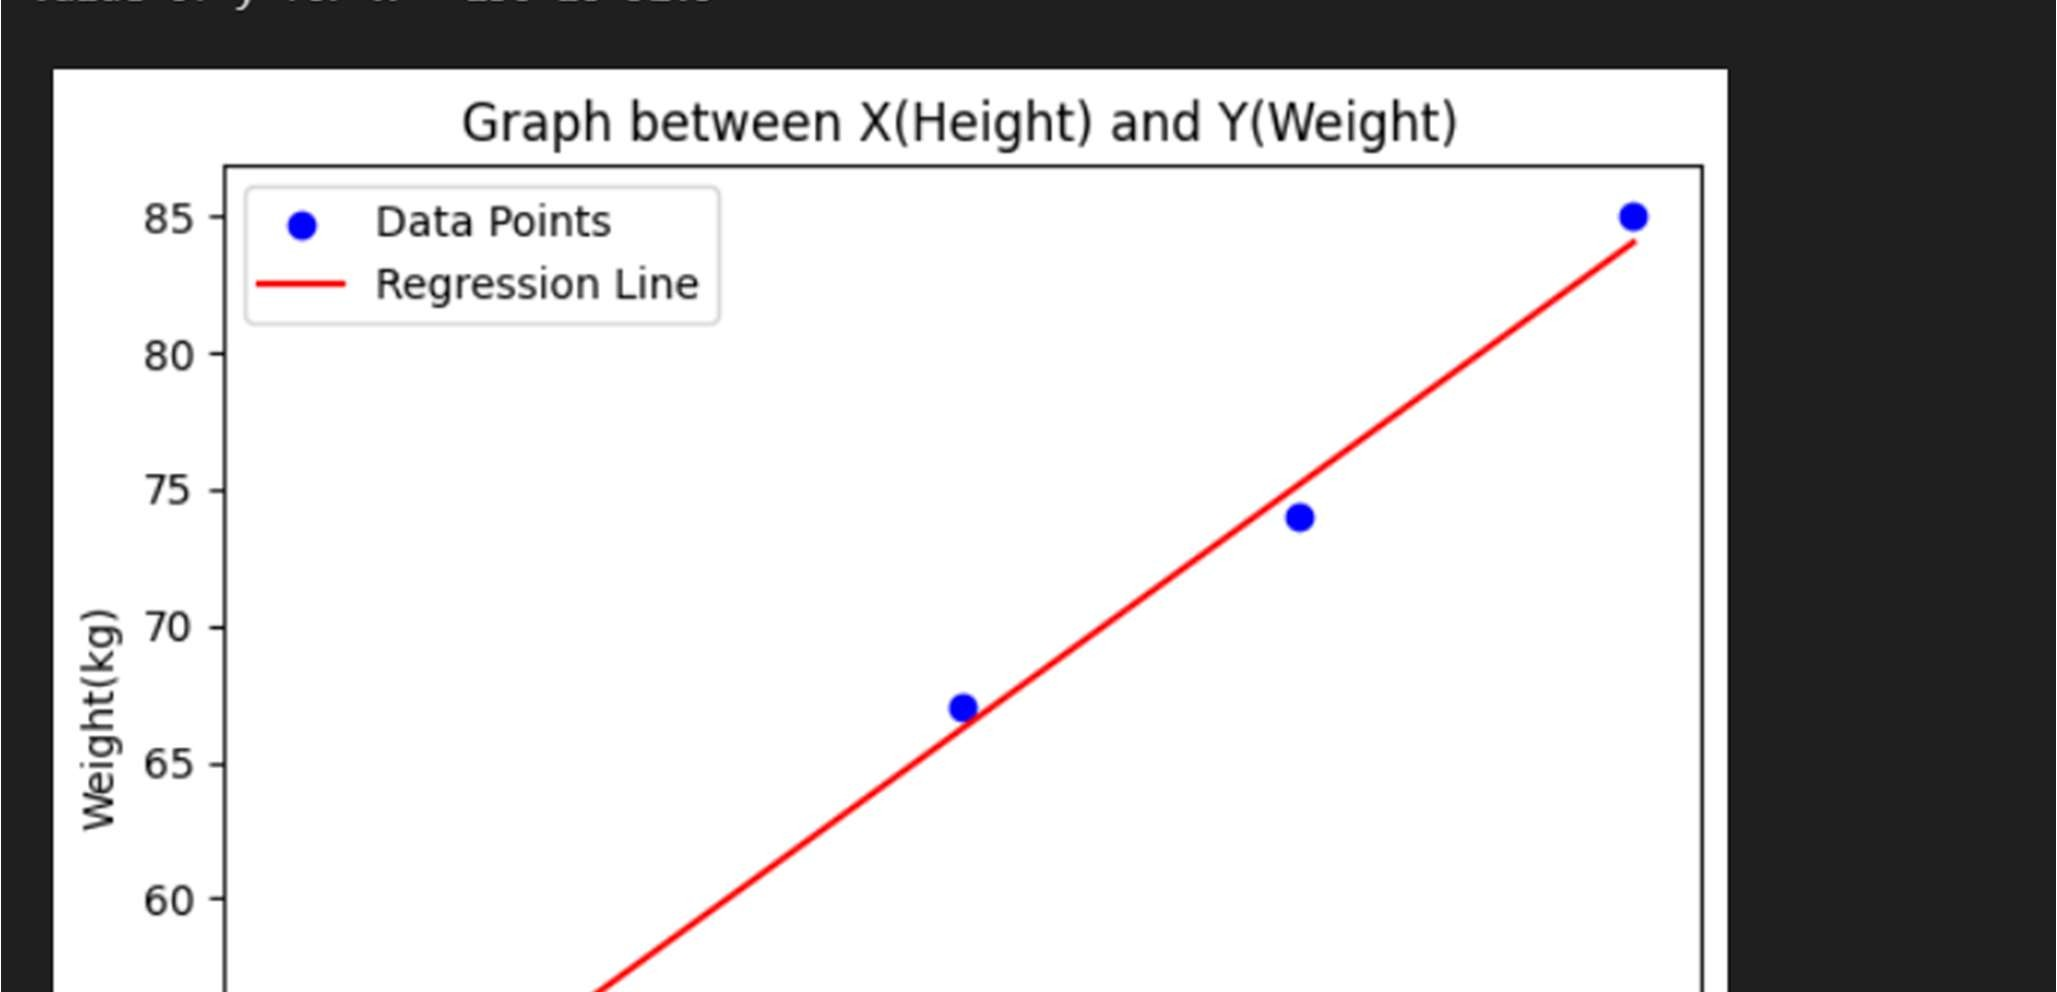 Graph between X(Height) and Y(Weight)
Data Points
Regression Line
85
80
75
70
65
60
Weight(kg)